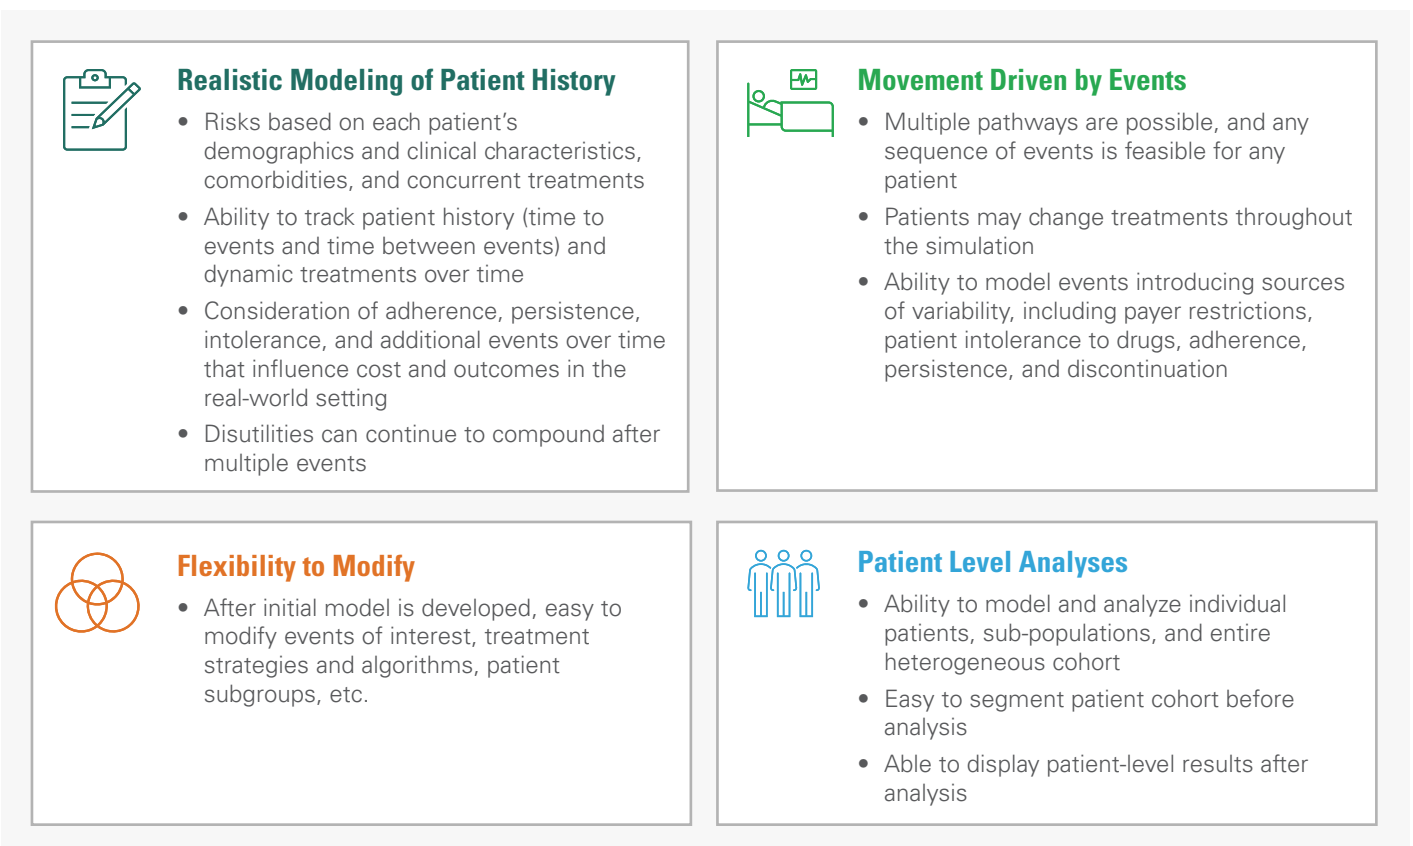 Realistic Modeling of Patient History
• Risks based on each patient’s
demographics and clinical characteristics,
comorbidities, and concurrent treatments
• Ability to track patient history (time to
events and time between events) and
dynamic treatments over time
• Consideration of adherence, persistence,
intolerance, and additional events over time
that influence cost and outcomes in the
real-world setting
• Disutilities can continue to compound after
multiple events
Movement Driven by Events
• Multiple pathways are possible, and any
sequence of events is feasible for any
patient
• Patients may change treatments throughout
the simulation
• Ability to model events introducing sources
of variability, including payer restrictions,
patient intolerance to drugs, adherence,
persistence, and discontinuation
Flexibility to Modify
• After initial model is developed, easy to
modify events of interest, treatment
strategies and algorithms, patient
subgroups, etc.
Patient Level Analyses
• Ability to model and analyze individual
patients, sub-populations, and entire
heterogeneous cohort
• Easy to segment patient cohort before
analysis
• Able to display patient-level results after
analysis